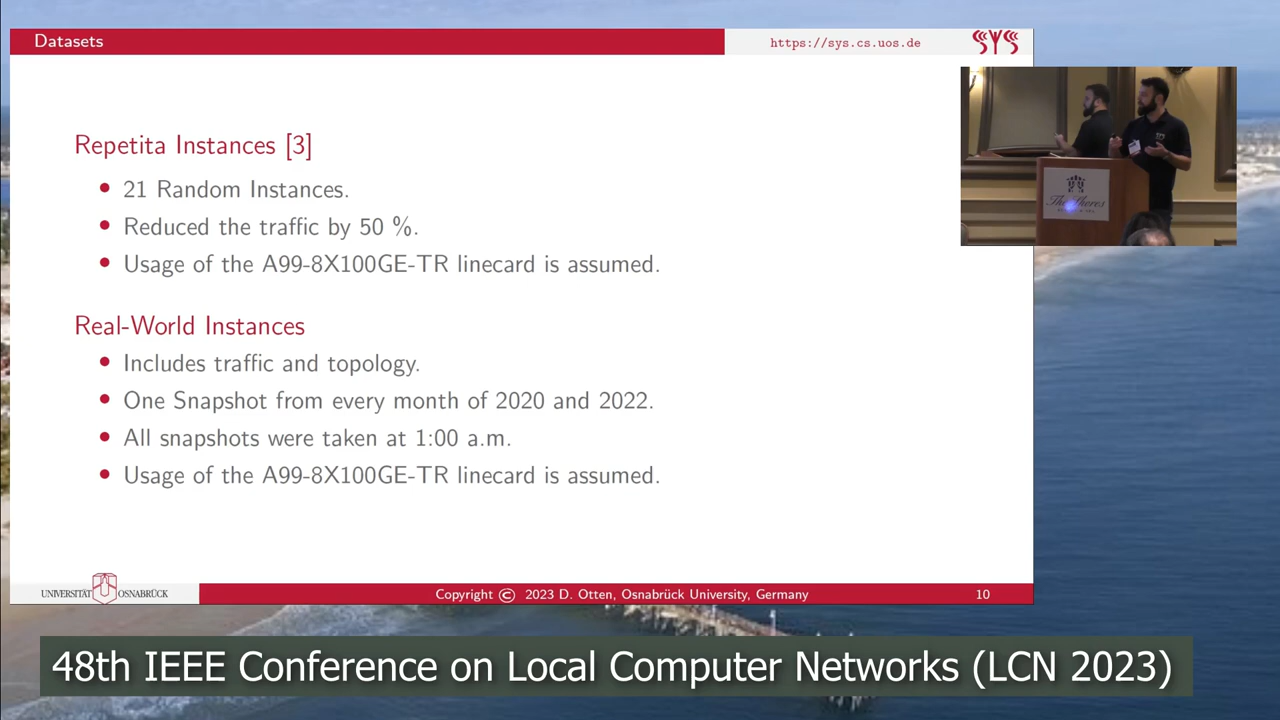 Datasets
https://sys.cs.uos.de
SYS
Repetita Instances [3]
21 Random Instances.
Reduced the traffic by 50 %.
Usage of the A99-8X100GE-TR linecard is assumed.
Real-World Instances
Includes traffic and topology.
One Snapshot from every month of 2020 and 2022.
All snapshots were taken at 1:00 a.m.
Usage of the A99-8X100GE-TR linecard is assumed.
UNIVERSITÄT OSNABRÜCK
Copyright © 2023 D. Otten, Osnabrück University, Germany
10
48th IEEE Conference on Local Computer Networks (LCN 2023)